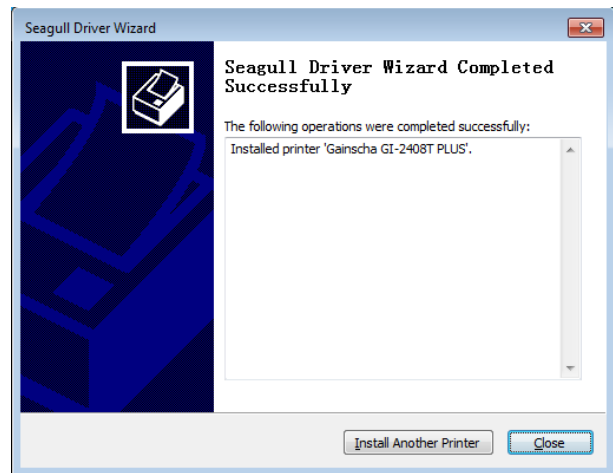 Seagull Driver Wizard
Seagull Driver Wizard Completed
Successfully
The following operations were completed successfully:
Installed printer 'Gainscha GI-2408T PLUS'.
Install Another Printer
Close